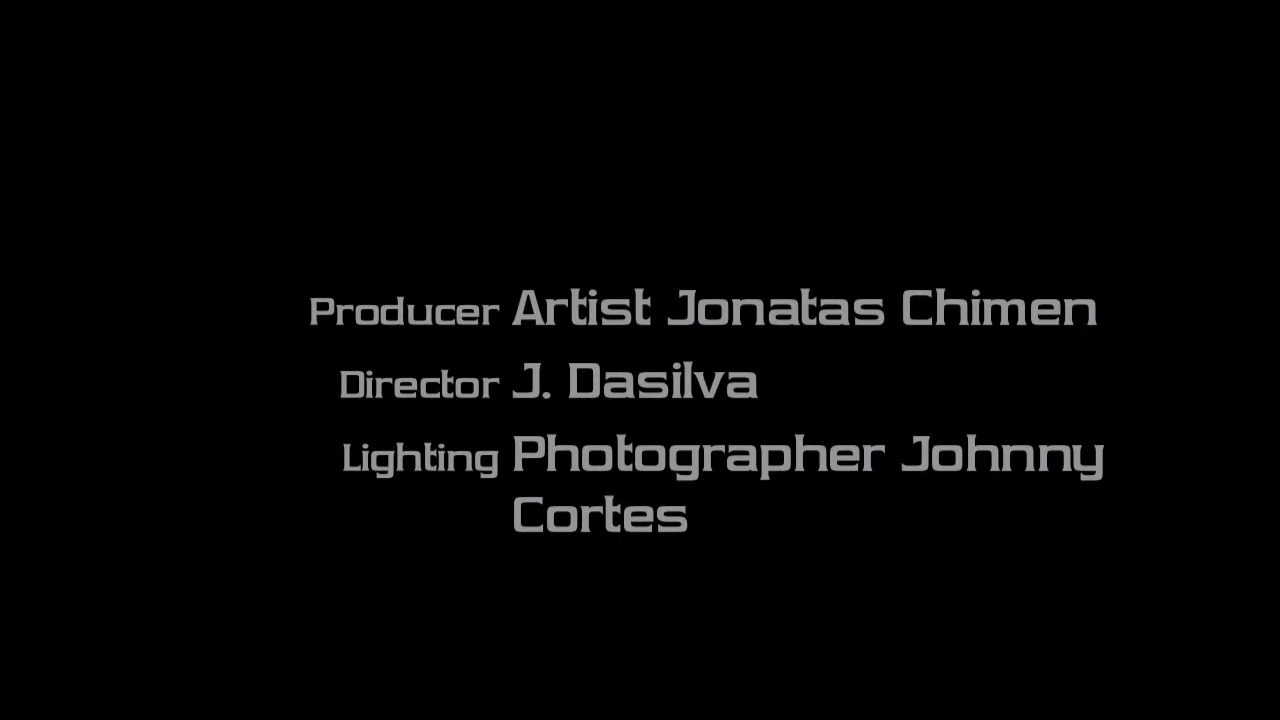 Producer Artist Jonatas Chimen
Director J. Dasilva
Lighting Photographer Johnny
Cortes